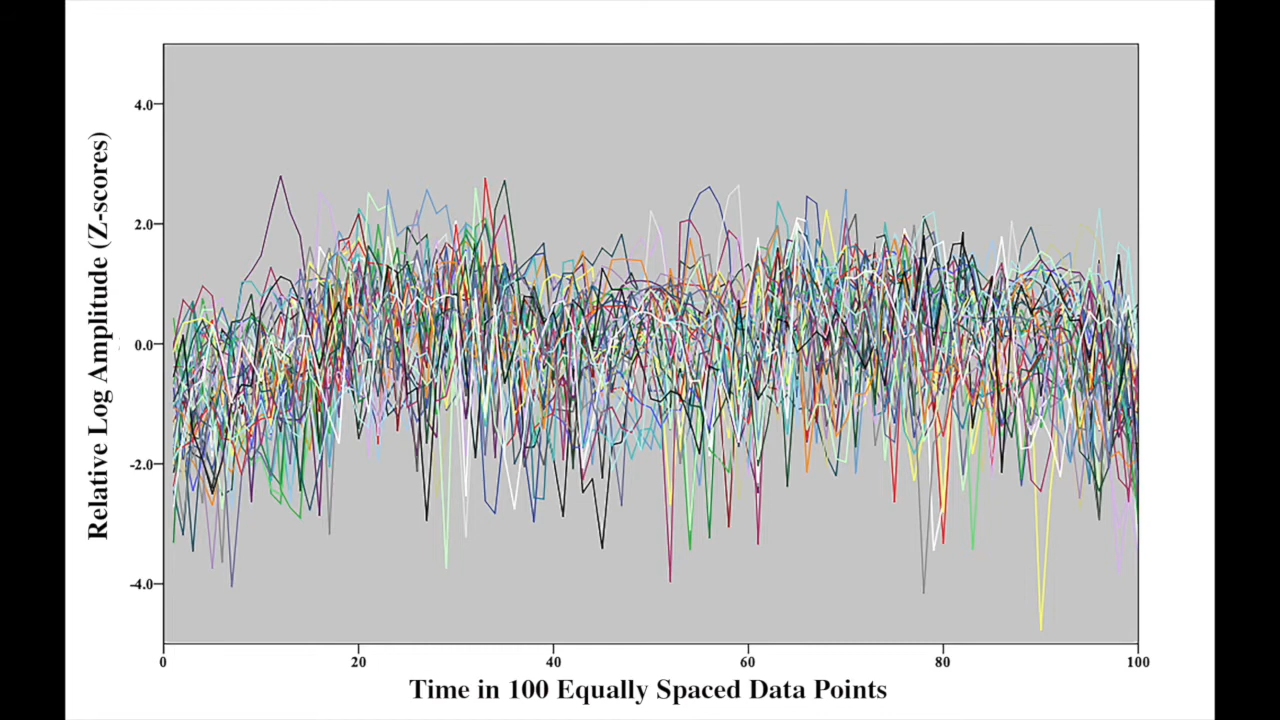 Relative Log Amplitude (Z-scores)
4.0
2.0
0.0
-2.0
-4.0
0 20 40 60 80 100
Time in 100 Equally Spaced Data Points